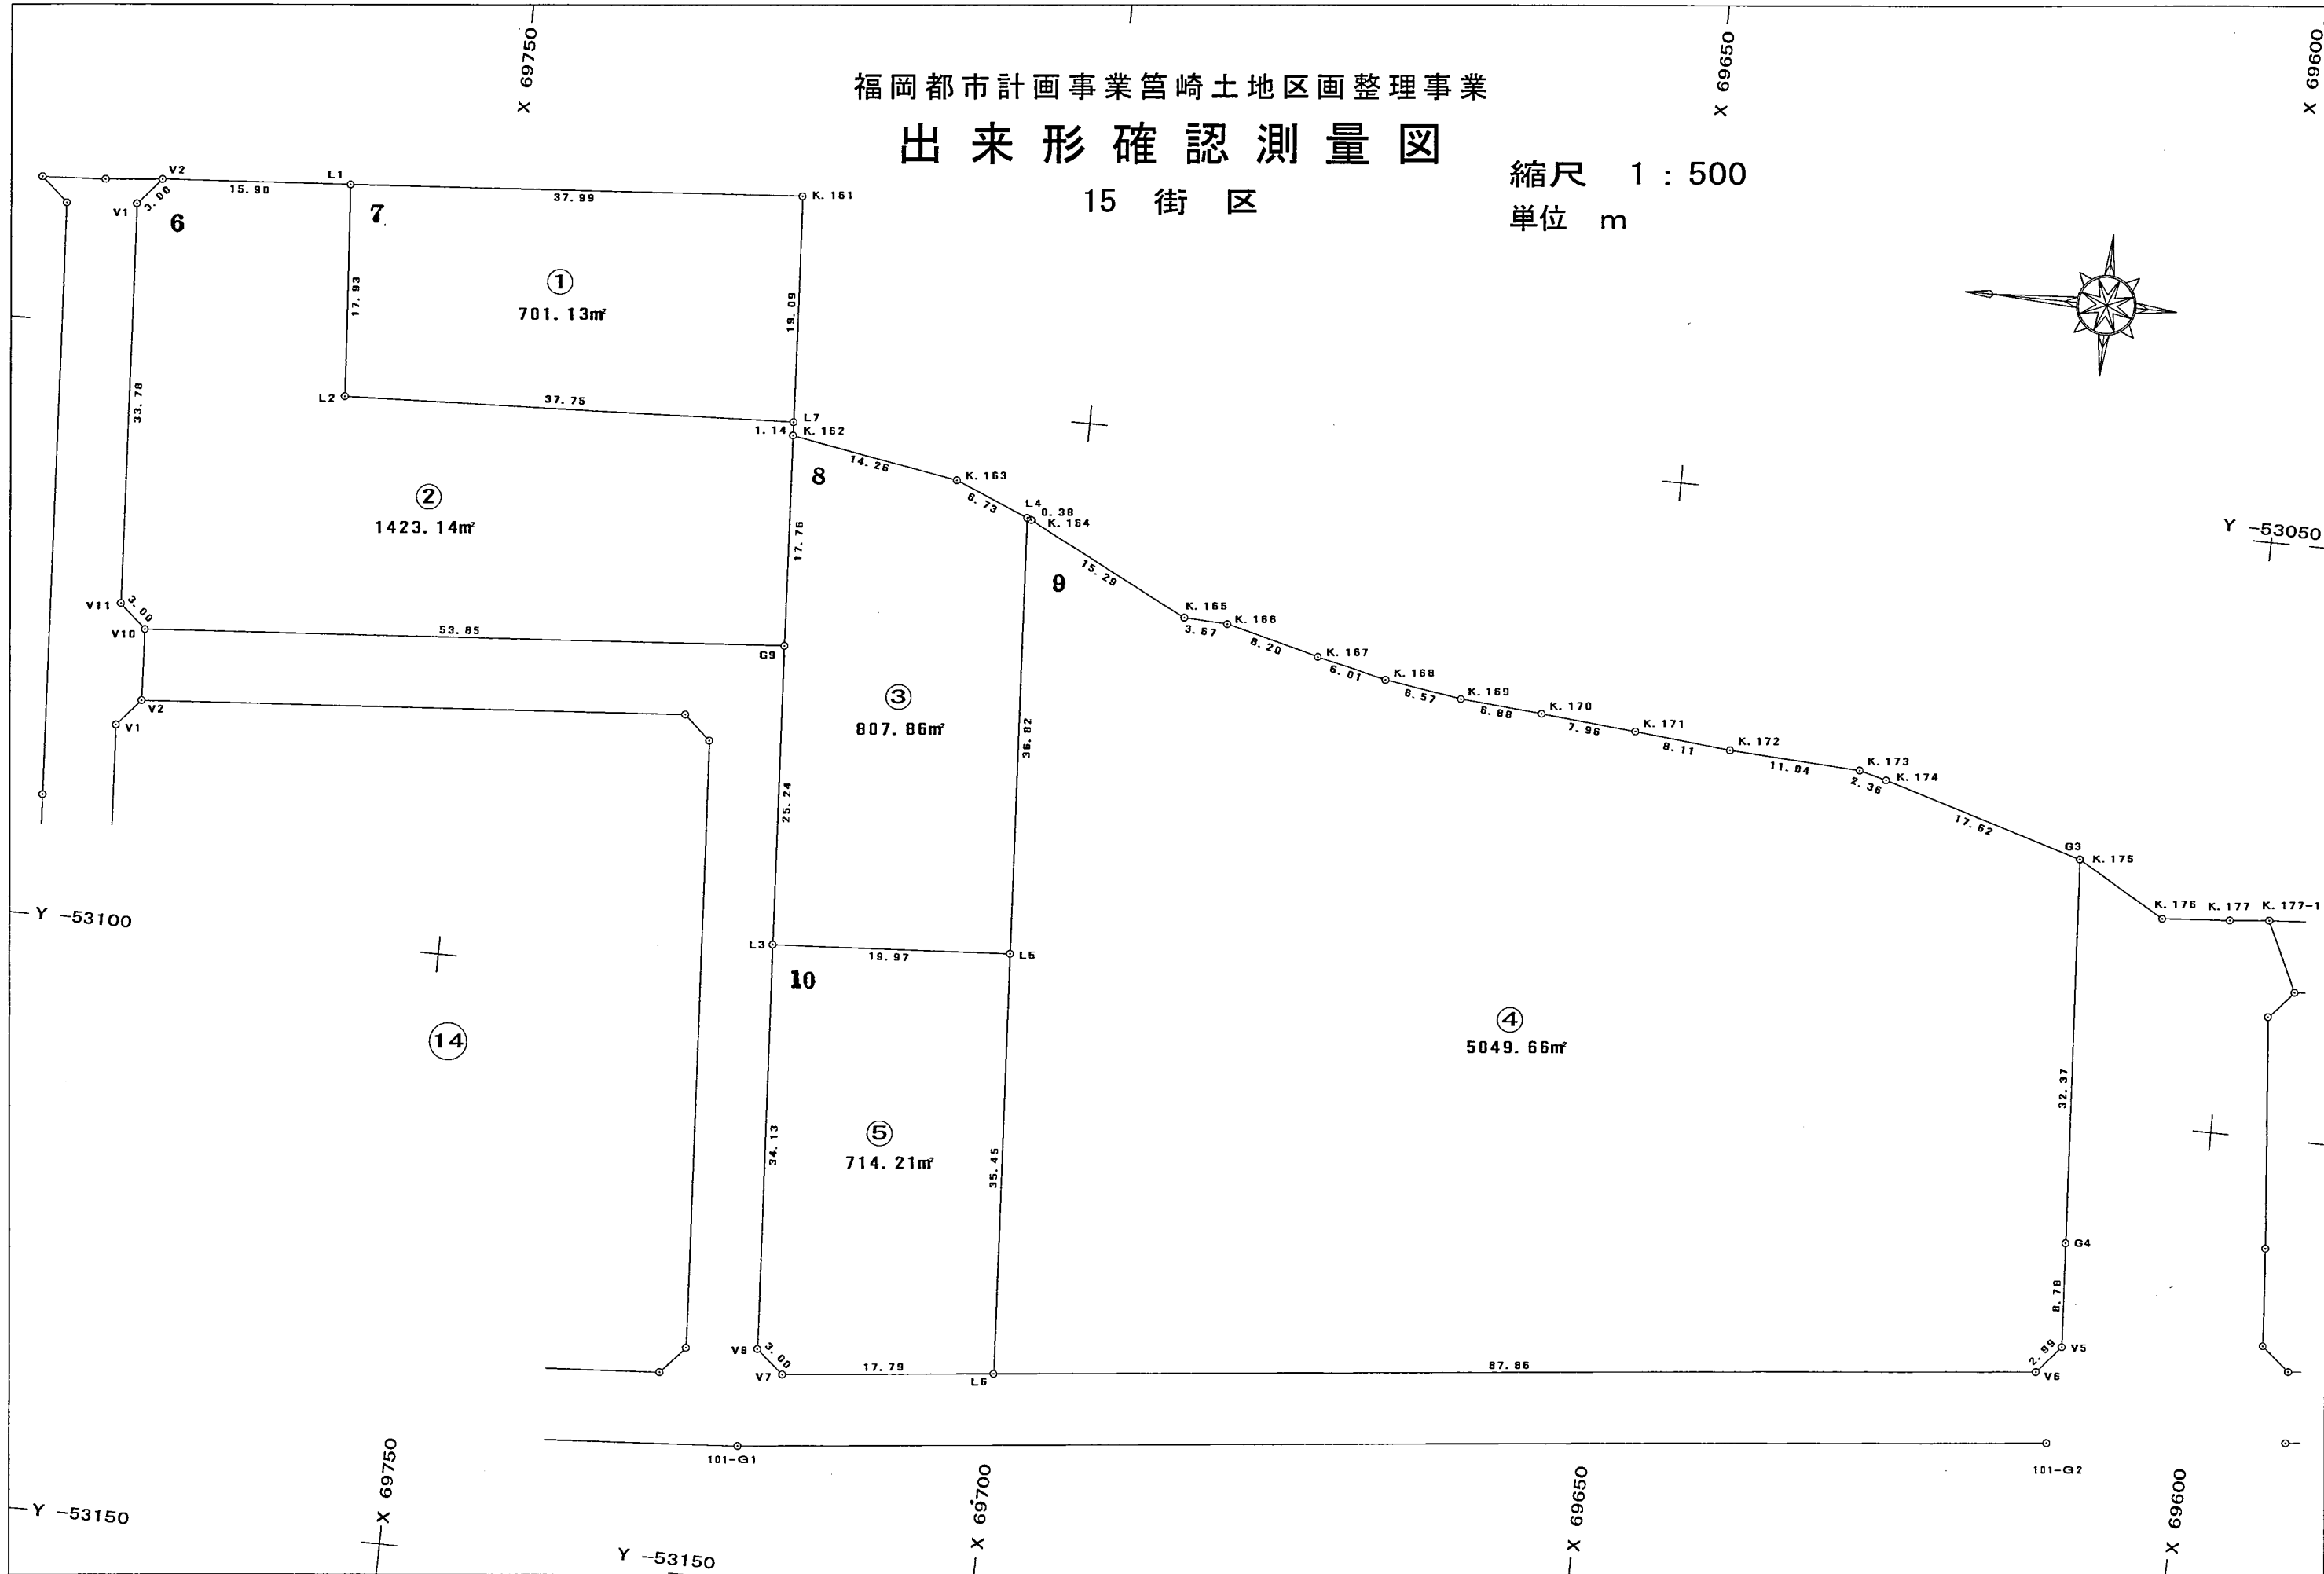 X 69750
X 69650
X 69600
福岡都市計画事業筥崎土地区画整理事業
出来形確認測量図
15 街 区
縮尺 1:500
単位 m
V2
15.90
L1
37.99
K.161
V1
3.00
6
7
①
701.13㎡
17.93
19.09
33.78
L2
37.75
L7
1.14
K.162
8
14.26
K.163
6.73
L4
0.38
K.164
②
1423.14㎡
17.76
9
15.29
Y -53050
V11
3.00
V10
53.85
G9
K.165
3.67
K.166
8.20
K.167
6.01
K.168
6.57
K.169
6.88
K.170
7.96
K.171
8.11
K.172
11.04
K.173
2.36
K.174
17.62
V2
V1
③
807.86㎡
25.24
36.82
G3
K.175
K.176
K.177
K.177-1
Y -53100
L3
19.97
L5
10
⑭
④
5049.66㎡
32.37
⑤
714.21㎡
34.13
35.45
G4
8.78
V8
3.00
V7
17.79
L6
87.86
2.99
V5
V6
101-G1
101-G2
Y -53150
X 69750
Y -53150
X 69700
X 69650
X 69600